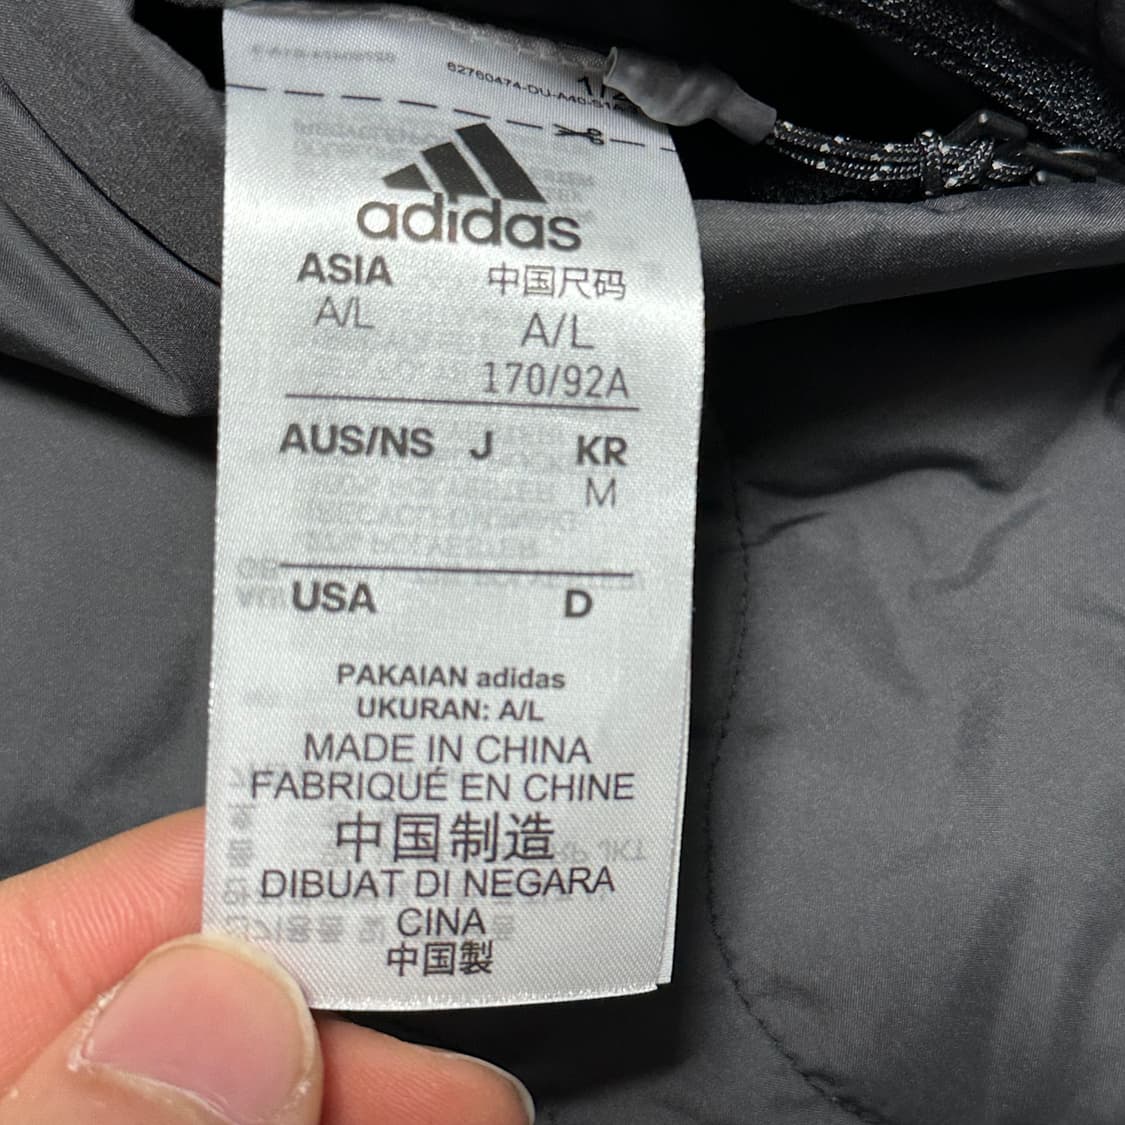 adidas
ASIA 中国尺码
A/L A/L
170/92A
AUS/NS J KR
M
USA D
PAKAIAN adidas
UKURAN: A/L
MADE IN CHINA
FABRIQUÉ EN CHINE
中国制造
DIBUAT DI NEGARA
CINA
中国製